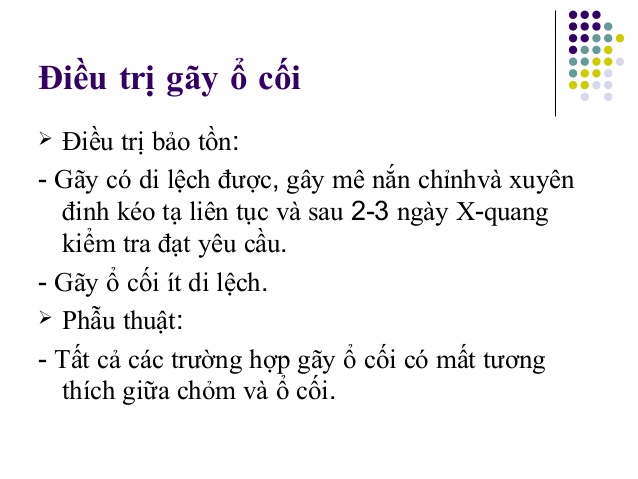 Điều trị gãy ổ cối
➢ Điều trị bảo tồn:
- Gãy có di lệch được, gây mê nắn chỉnhvà xuyên
đinh kéo tạ liên tục và sau 2-3 ngày X-quang
kiểm tra đạt yêu cầu.
- Gãy ổ cối ít di lệch.
➢ Phẫu thuật:
- Tất cả các trường hợp gãy ổ cối có mất tương
thích giữa chỏm và ổ cối.